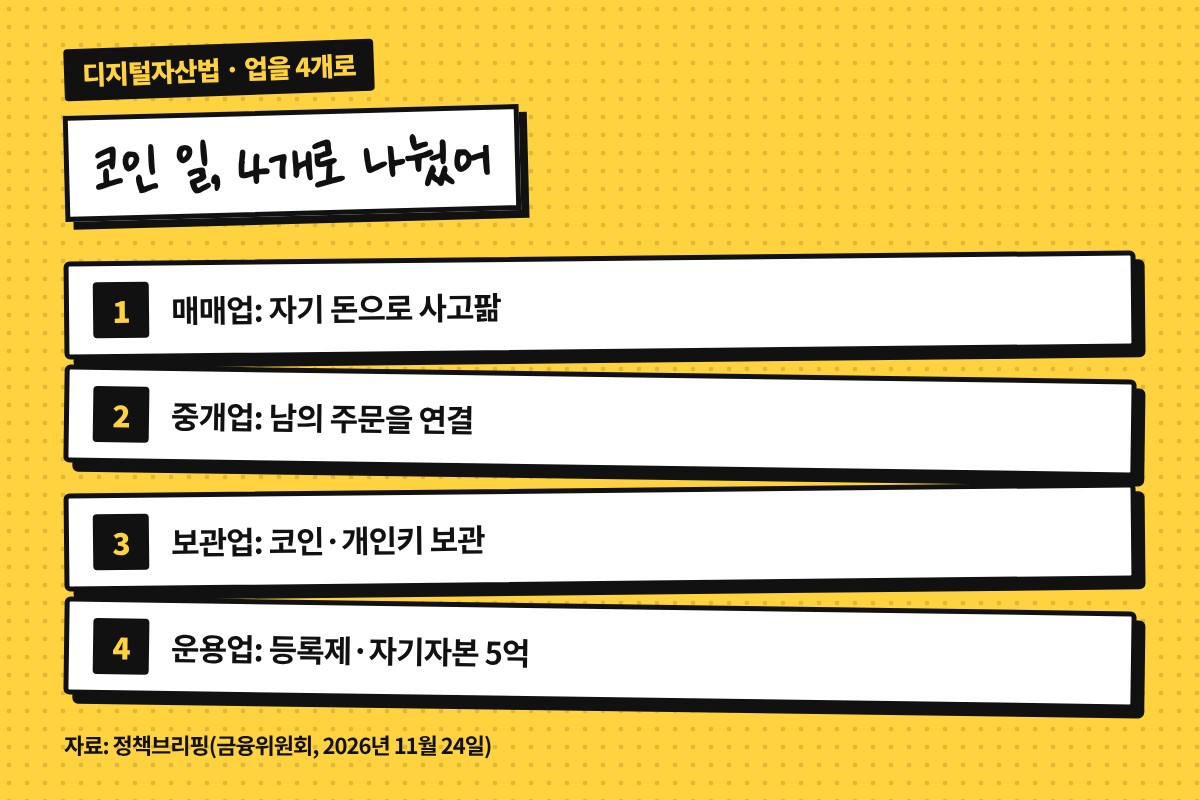 디지털자산법 · 업을 4개로
코인 일, 4개로 나눴어
1 매매업: 자기 돈으로 사고팖
2 중개업: 남의 주문을 연결
3 보관업: 코인·개인키 보관
4 운용업: 등록제·자기자본 5억
자료: 정책브리핑(금융위원회, 2026년 11월 24일)